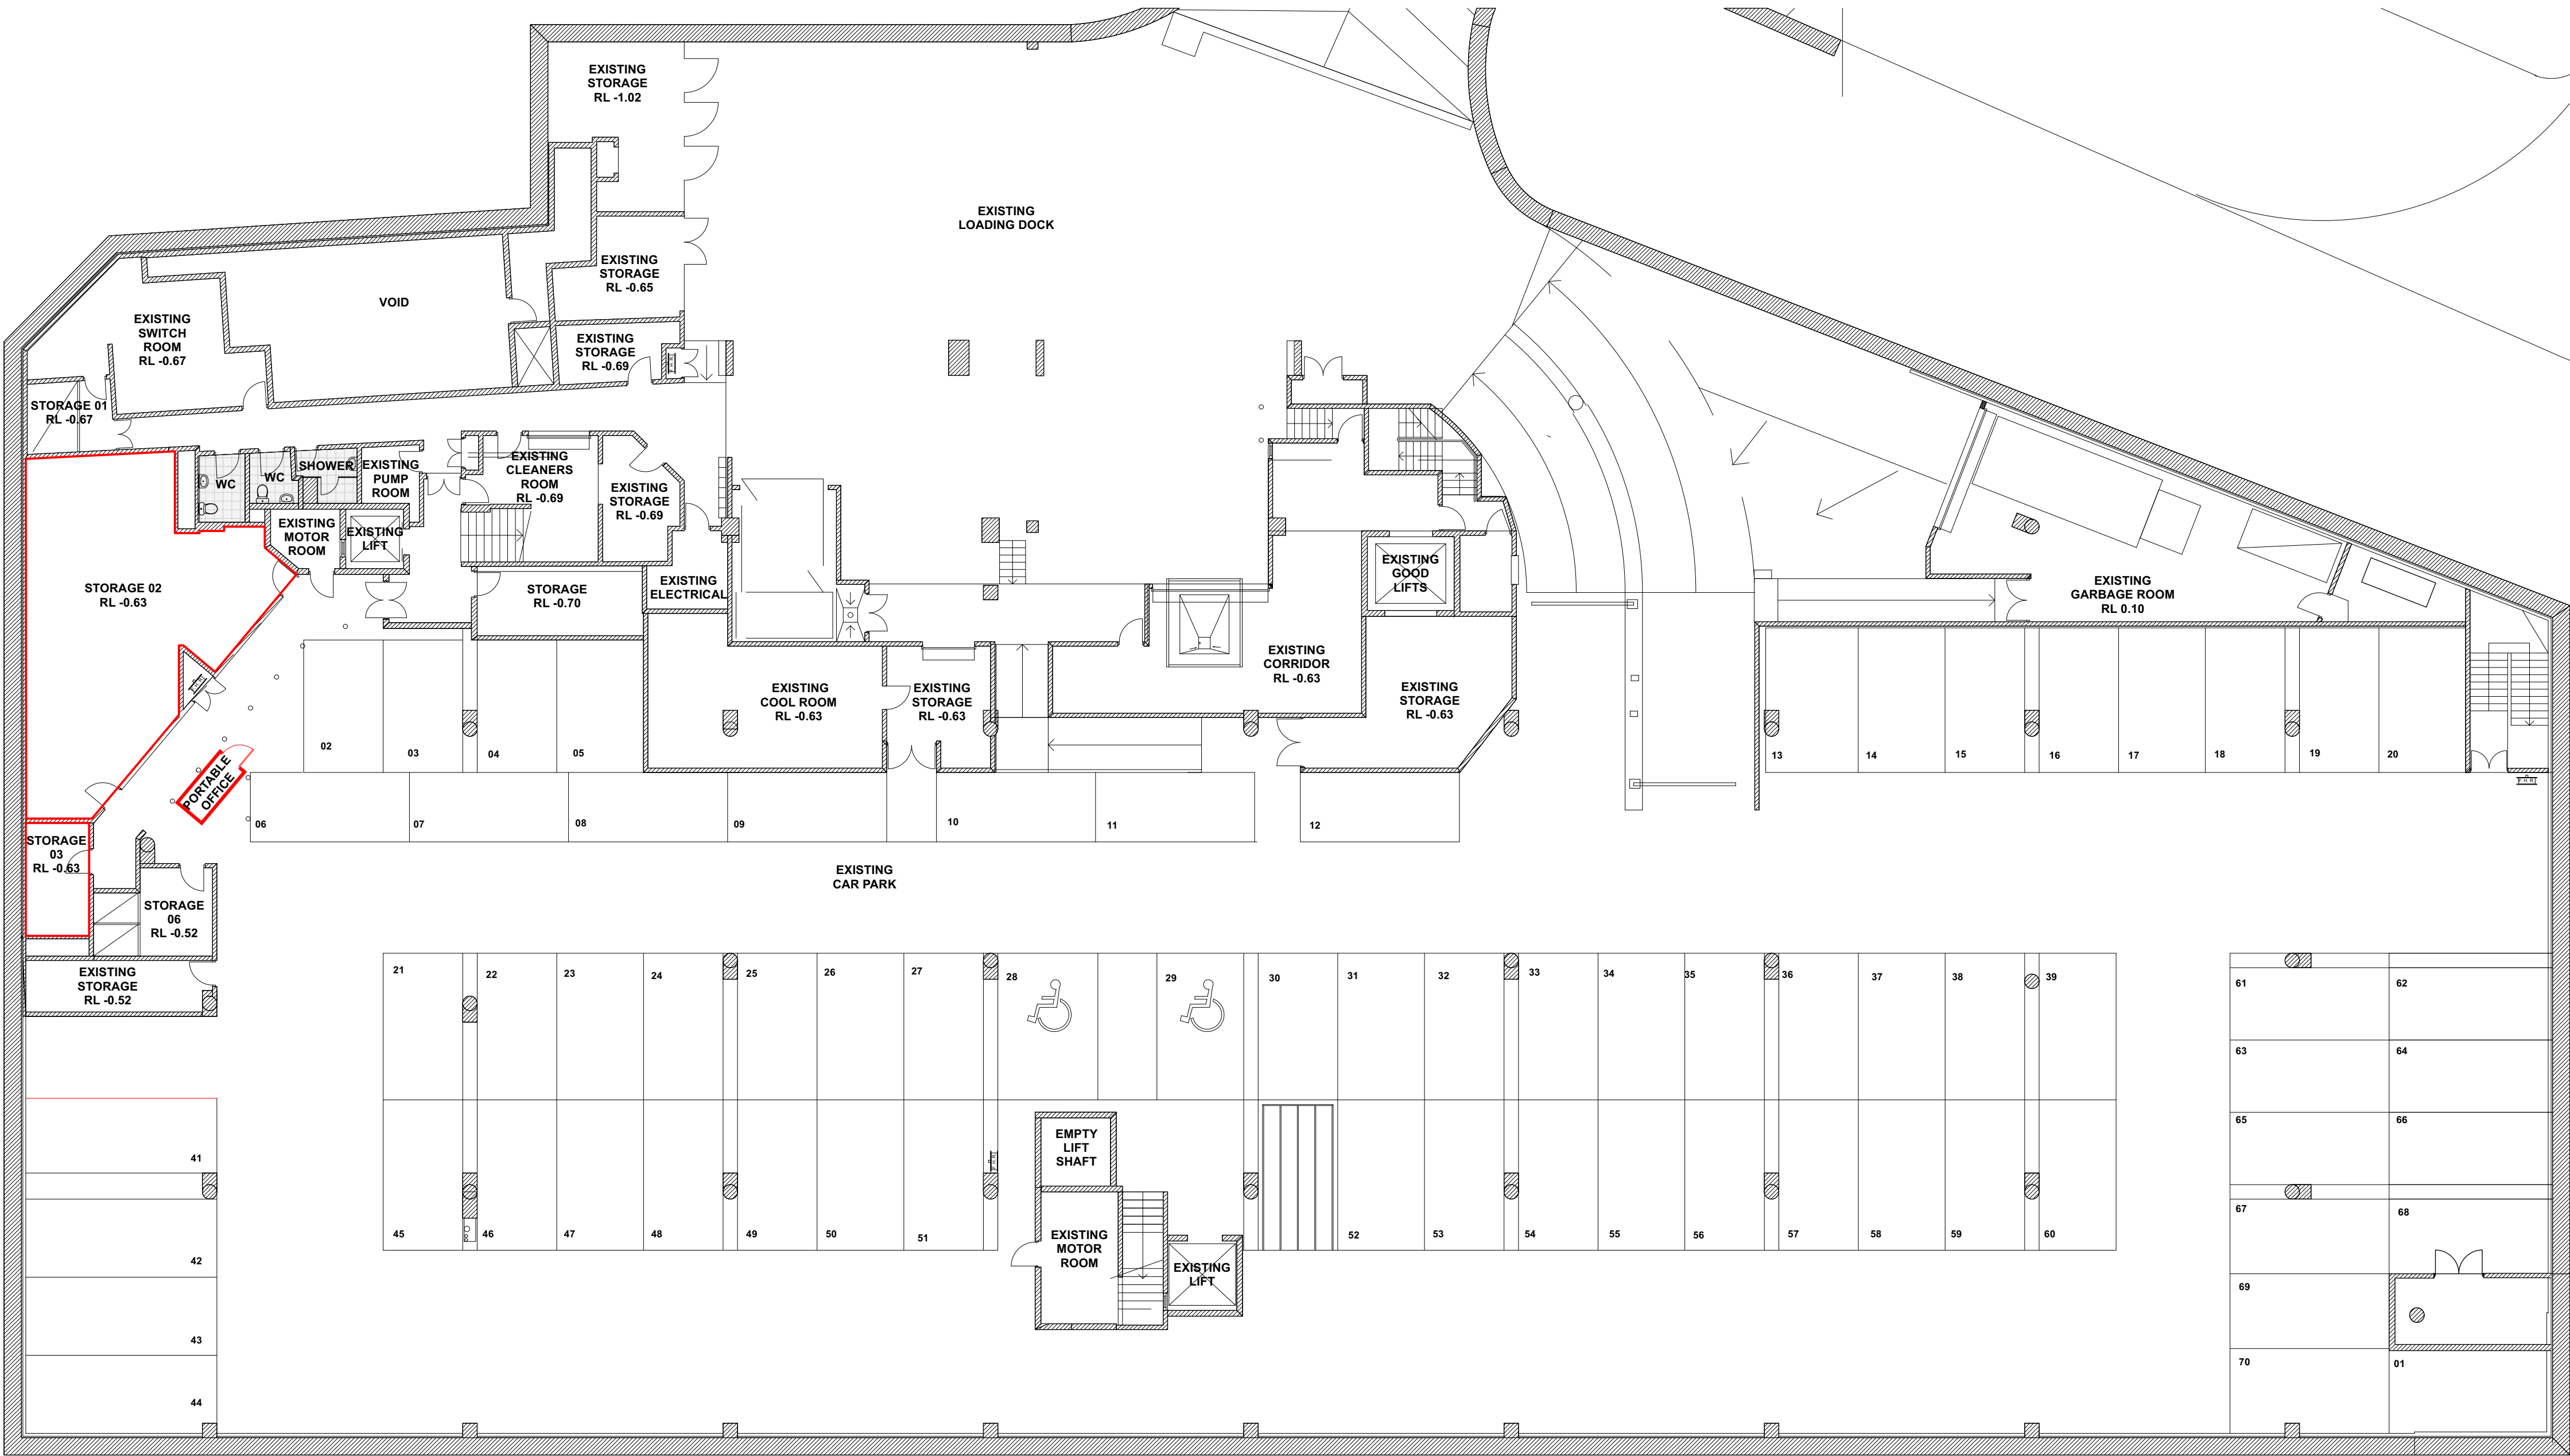 EXISTING
STORAGE
RL -1.02
EXISTING
LOADING DOCK
EXISTING
STORAGE
RL -0.65
VOID
EXISTING
SWITCH
ROOM
RL -0.67
EXISTING
STORAGE
RL -0.69
F.H.R
STORAGE 01
RL -0.67
WC
WC
SHOWER
EXISTING
PUMP
ROOM
EXISTING
CLEANERS
ROOM
RL -0.69
EXISTING
STORAGE
RL -0.69
EXISTING
MOTOR
ROOM
EXISTING
LIFT
STORAGE 02
RL -0.63
STORAGE
RL -0.70
EXISTING
ELECTRICAL
EXISTING
GOOD
LIFTS
EXISTING
GARBAGE ROOM
RL 0.10
EXISTING
CORRIDOR
RL -0.63
F.H.R
EXISTING
COOL ROOM
RL -0.63
EXISTING
STORAGE
RL -0.63
EXISTING
STORAGE
RL -0.63
02
03
04
05
13
14
15
16
17
18
19
20
F.H.R
PORTABLE
OFFICE
06
07
08
09
10
11
12
STORAGE
03
RL -0.63
EXISTING
CAR PARK
STORAGE
06
RL -0.52
EXISTING
STORAGE
RL -0.52
21
22
23
24
25
26
27
28
29
30
31
32
33
34
35
36
37
38
39
61
62
63
64
65
66
41
EMPTY
LIFT
SHAFT
F.H.R
67
68
42
45
46
47
48
49
50
51
EXISTING
MOTOR
ROOM
EXISTING
LIFT
52
53
54
55
56
57
58
59
60
69
43
70
01
44